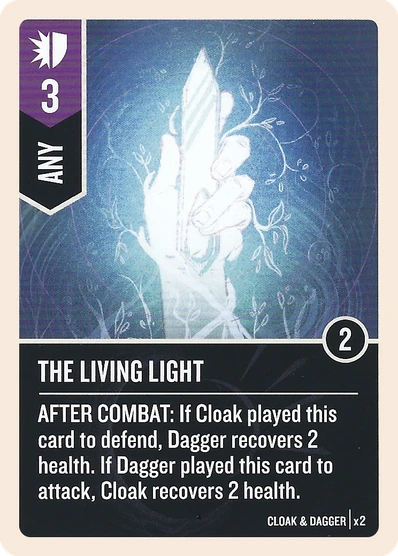 3
ANY
2
THE LIVING LIGHT
AFTER COMBAT: If Cloak played this
card to defend, Dagger recovers 2
health. If Dagger played this card to
attack, Cloak recovers 2 health.
CLOAK & DAGGER | x2